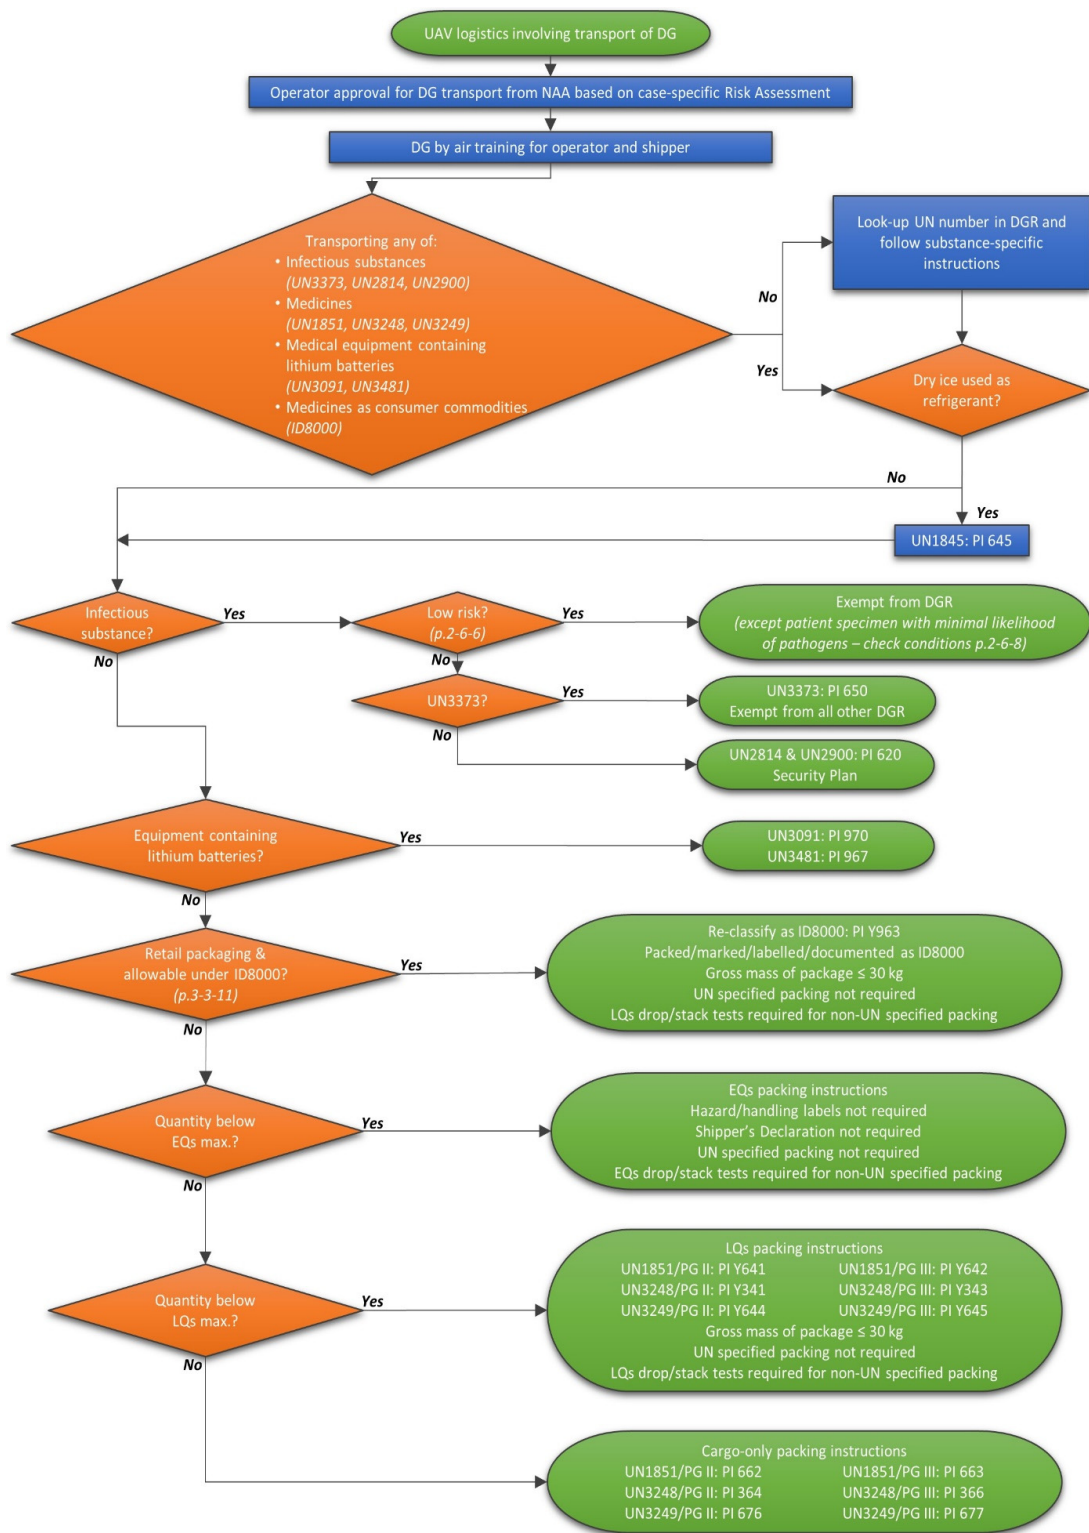 UAV logistics involving transport of DG
Operator approval for DG transport from NAA based on case-specific Risk Assessment
DG by air training for operator and shipper
Transporting any of:
• Infectious substances
(UN3373, UN2814, UN2900)
• Medicines
(UN1851, UN3248, UN3249)
• Medical equipment containing
lithium batteries
(UN3091, UN3481)
• Medicines as consumer commodities
(ID8000)
No
Yes
Look-up UN number in DGR and
follow substance-specific
instructions
Dry ice used as
refrigerant?
No
Yes
UN1845: PI 645
Infectious
substance?
Yes
No
Low risk?
(p.2-6-6)
Yes
No
Exempt from DGR
(except patient specimen with minimal likelihood
of pathogens – check conditions p.2-6-8)
UN3373?
Yes
No
UN3373: PI 650
Exempt from all other DGR
UN2814 & UN2900: PI 620
Security Plan
Equipment containing
lithium batteries?
Yes
No
UN3091: PI 970
UN3481: PI 967
Retail packaging &
allowable under ID8000?
(p.3-3-11)
Yes
No
Re-classify as ID8000: PI Y963
Packed/marked/labelled/documented as ID8000
Gross mass of package ≤ 30 kg
UN specified packing not required
LQs drop/stack tests required for non-UN specified packing
Quantity below
EQs max.?
Yes
No
EQs packing instructions
Hazard/handling labels not required
Shipper's Declaration not required
UN specified packing not required
EQs drop/stack tests required for non-UN specified packing
Quantity below
LQs max.?
Yes
No
LQs packing instructions
UN1851/PG II: PI Y641 UN1851/PG III: PI Y642
UN3248/PG II: PI Y341 UN3248/PG III: PI Y343
UN3249/PG II: PI Y644 UN3249/PG III: PI Y645
Gross mass of package ≤ 30 kg
UN specified packing not required
LQs drop/stack tests required for non-UN specified packing
Cargo-only packing instructions
UN1851/PG II: PI 662 UN1851/PG III: PI 663
UN3248/PG II: PI 364 UN3248/PG III: PI 366
UN3249/PG II: PI 676 UN3249/PG III: PI 677